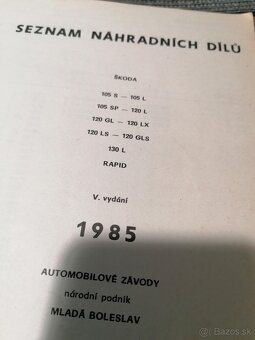 SEZNAM NÁHRADNÍCH DÍLŮ
ŠKODA
105 S — 105 L
105 SP — 120 L
120 GL — 120 LX
120 LS — 120 GLS
130 L
RAPID
V. vydání
1985
AUTOMOBILOVÉ ZÁVODY
národní podnik
MLADÁ BOLESLAV
bazos.sk